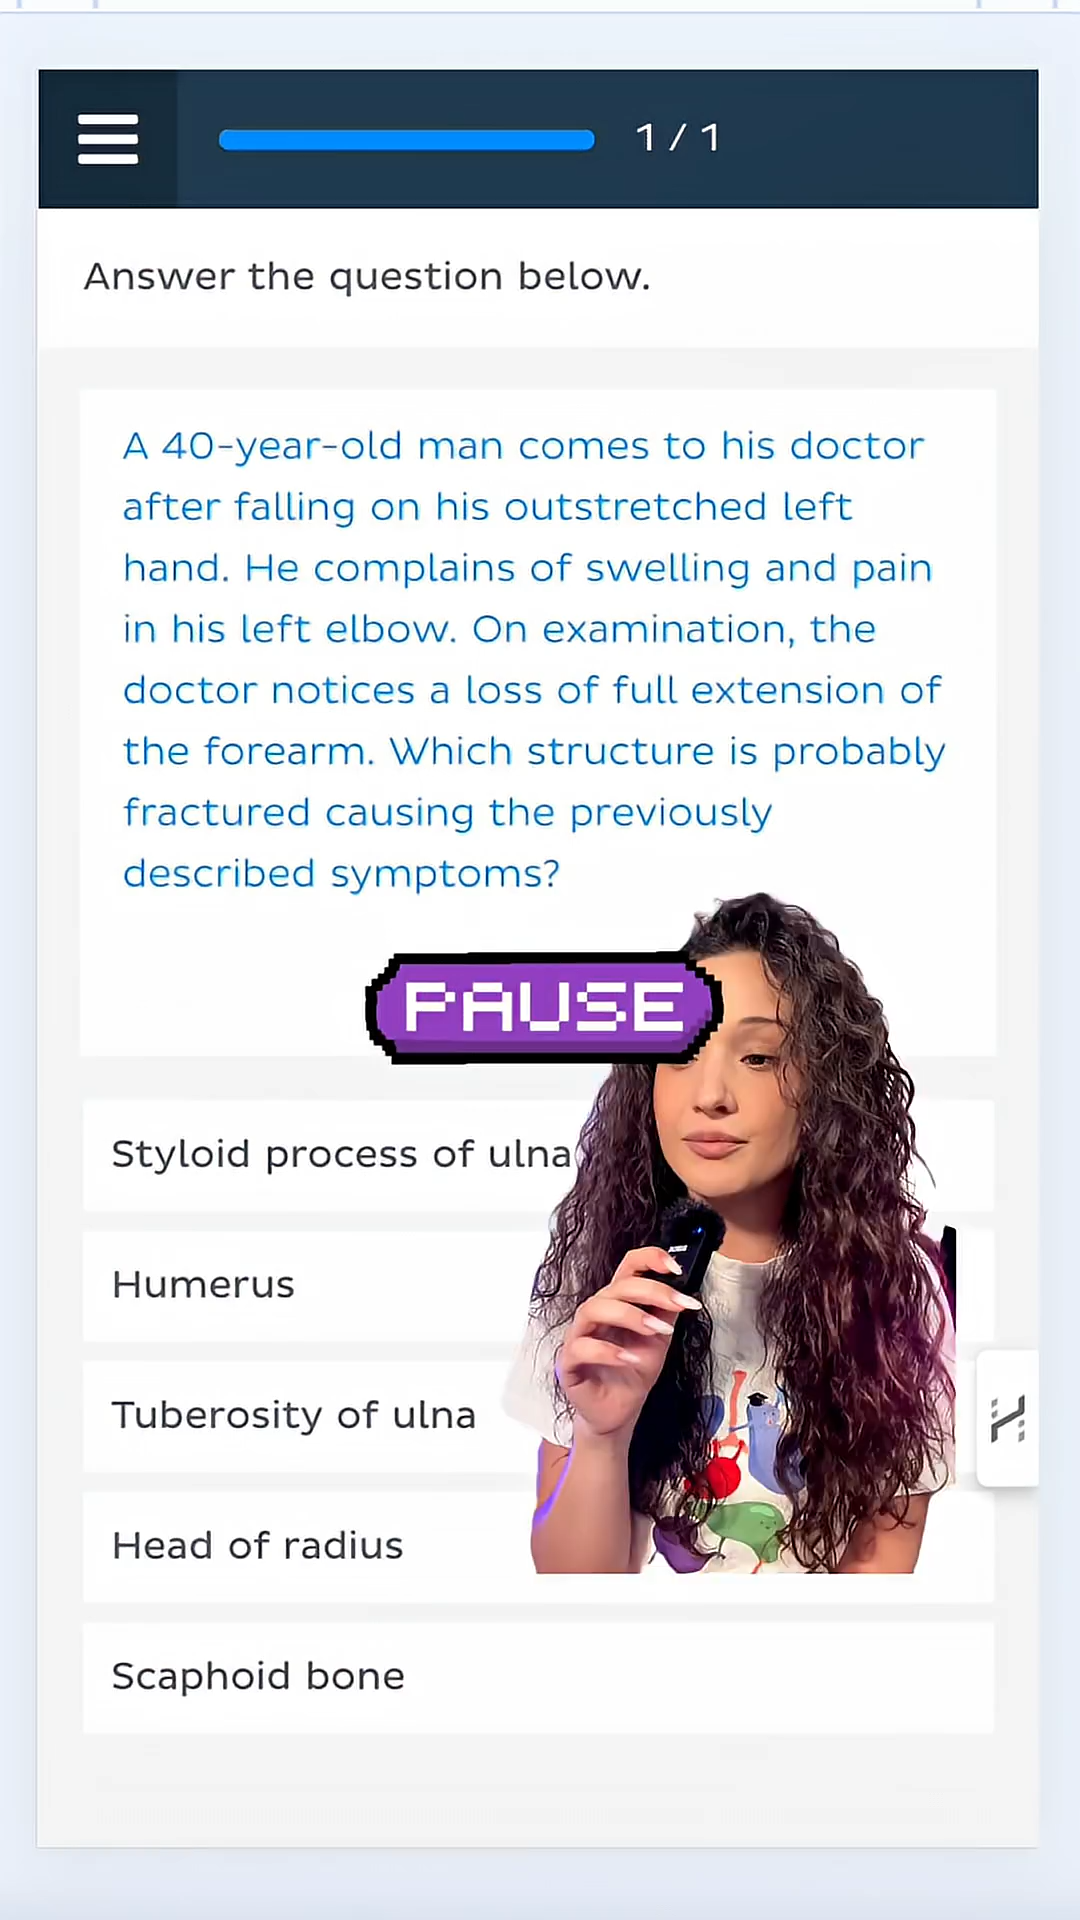 1 / 1
Answer the question below.
A 40-year-old man comes to his doctor
after falling on his outstretched left
hand. He complains of swelling and pain
in his left elbow. On examination, the
doctor notices a loss of full extension of
the forearm. Which structure is probably
fractured causing the previously
described symptoms?
PAUSE
Styloid process of ulna
Humerus
Tuberosity of ulna
Head of radius
Scaphoid bone